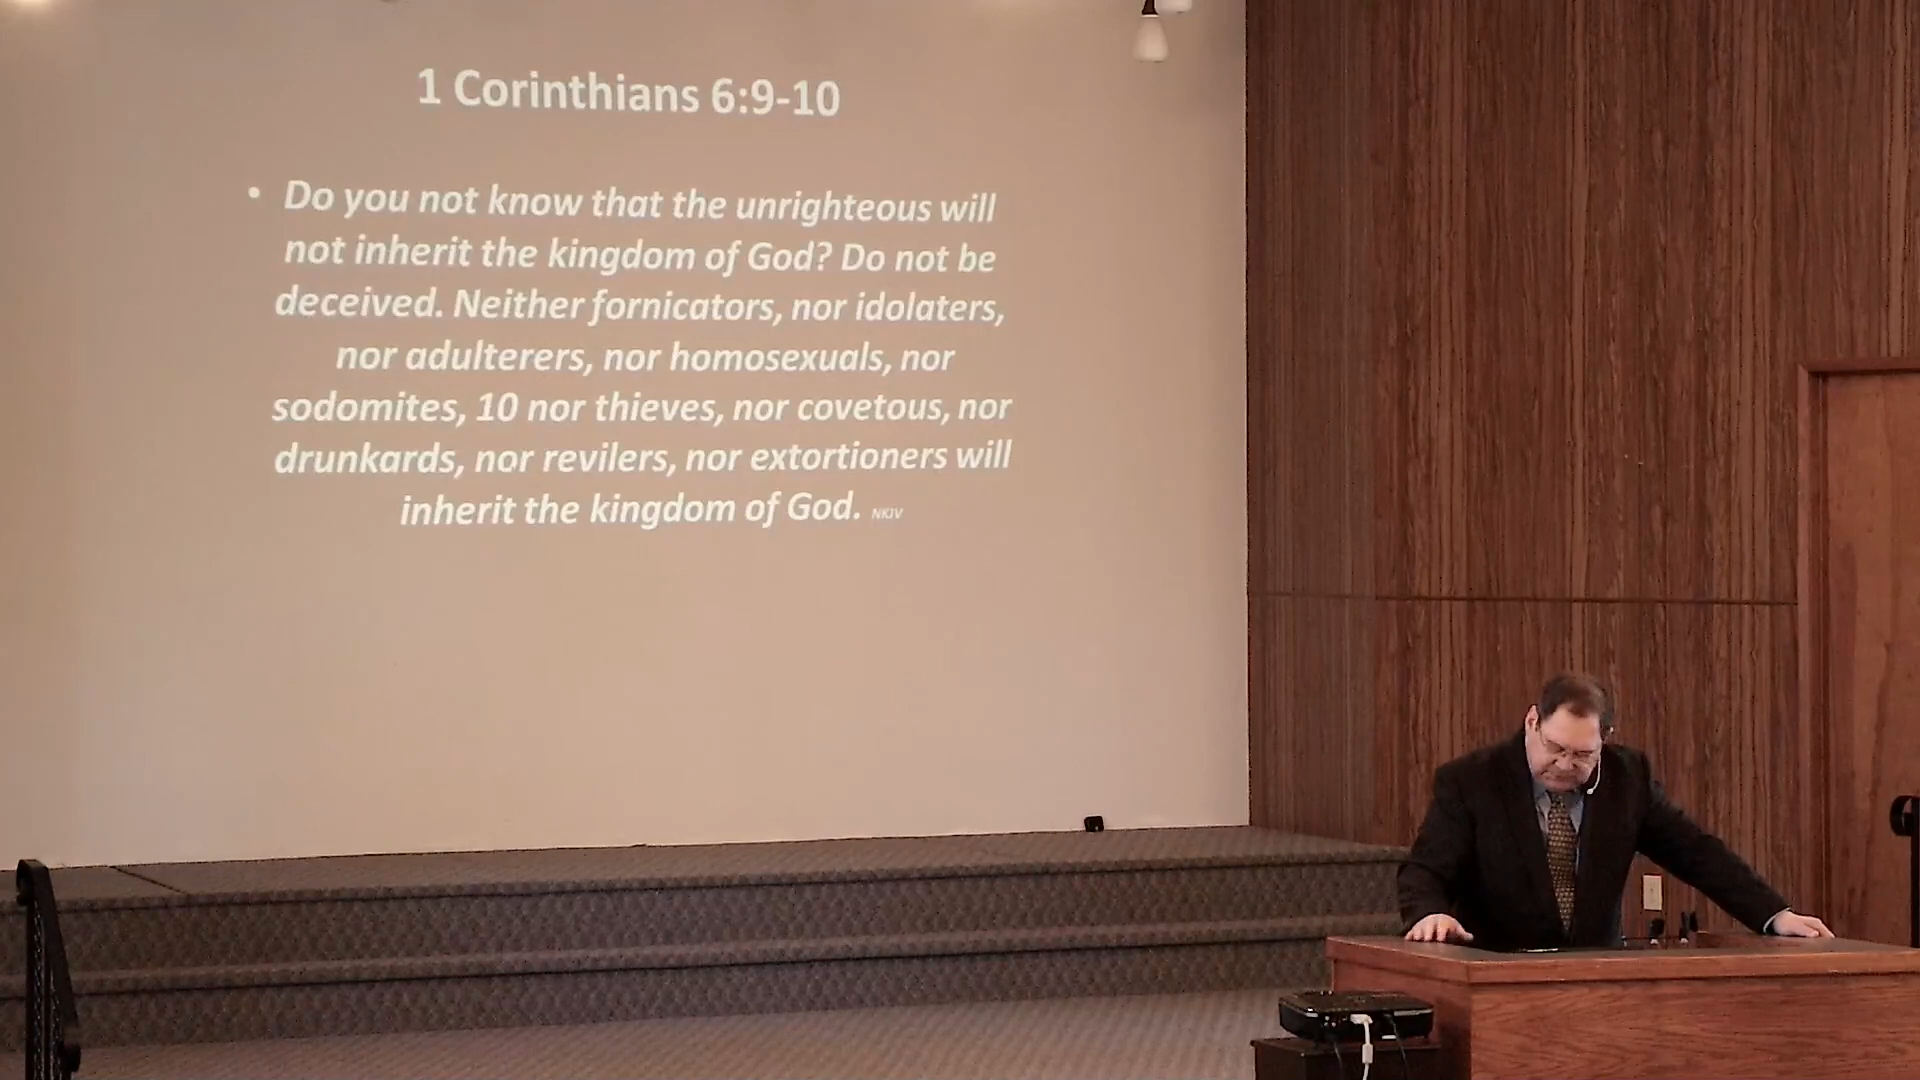 1 Corinthians 6:9-10
• Do you not know that the unrighteous will
not inherit the kingdom of God? Do not be
deceived. Neither fornicators, nor idolaters,
nor adulterers, nor homosexuals, nor
sodomites, 10 nor thieves, nor covetous, nor
drunkards, nor revilers, nor extortioners will
inherit the kingdom of God. NKJV